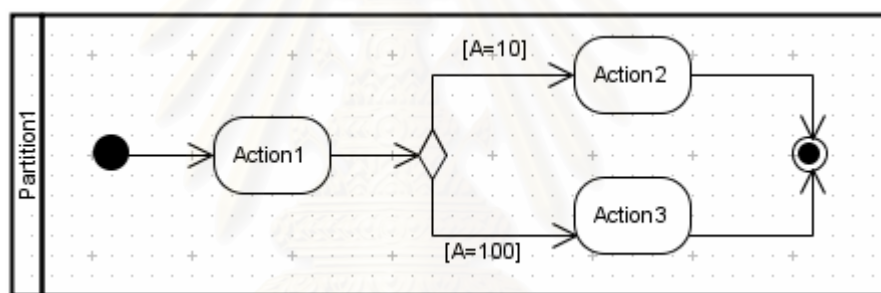 Partition1
Action1
[A=10]
Action2
[A=100]
Action3